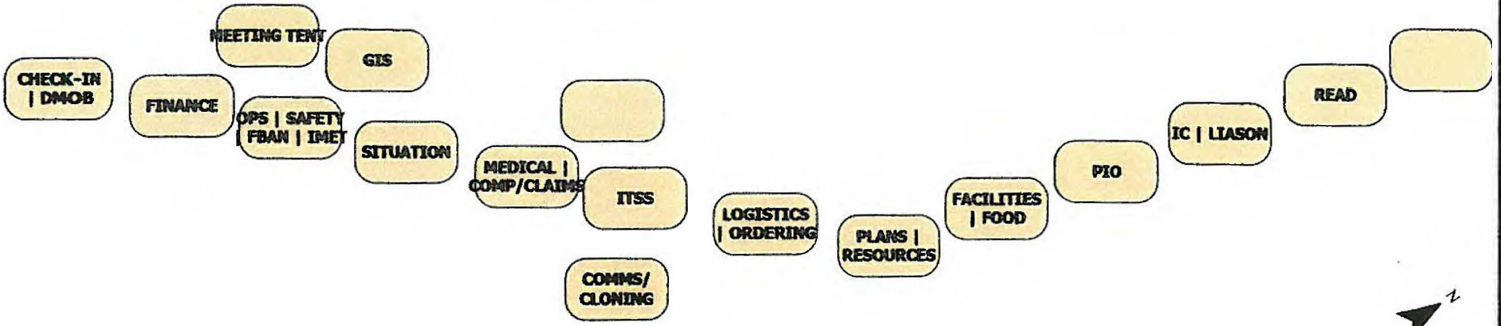 MEETING TENT
GIS
CHECK-IN
| DMOB
FINANCE
OPS | SAFETY
| FBAN | IMET
SITUATION
MEDICAL |
COMP/CLAIMS
ITSS
COMMS/
CLONING
LOGISTICS
| ORDERING
PLANS |
RESOURCES
FACILITIES
| FOOD
PIO
IC | LIASON
READ
N